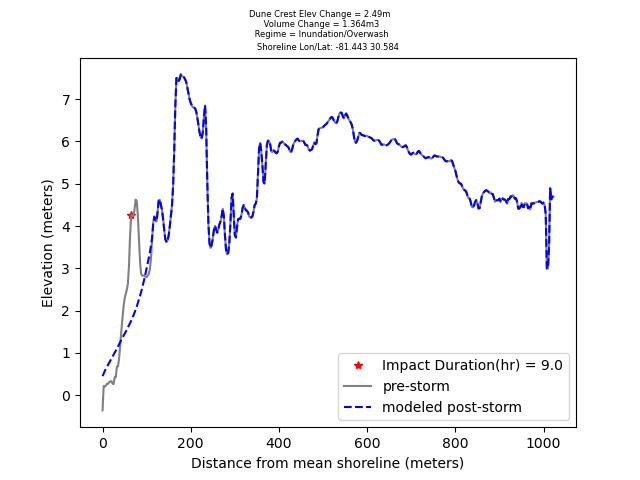 Dune Crest Elev Change = 2.49m
Volume Change = 1.364m3
Regime = Inundation/Overwash
Shoreline Lon/Lat: -81.443 30.584
Elevation (meters)
7
6
5
4
3
2
1
0
Impact Duration(hr) = 9.0
pre-storm
modeled post-storm
0 200 400 600 800 1000
Distance from mean shoreline (meters)